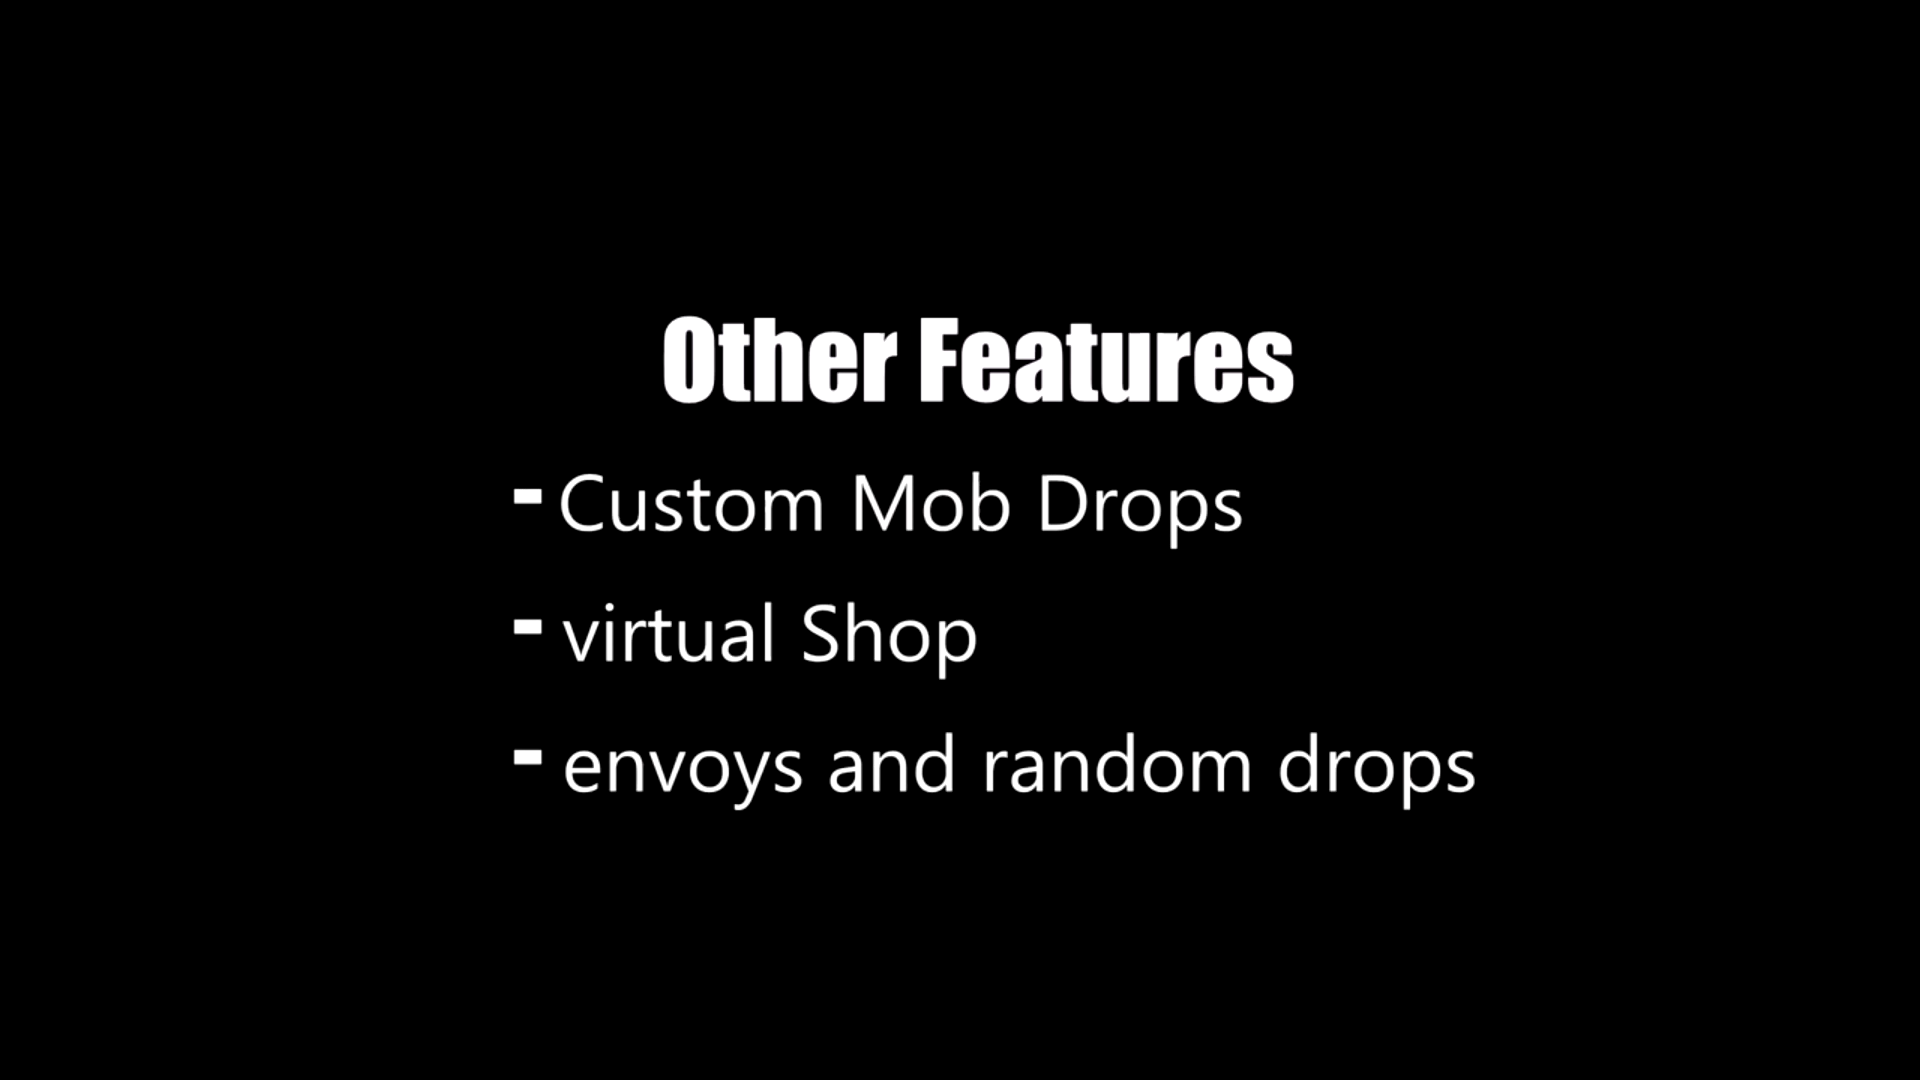 Other Features
- Custom Mob Drops
- virtual Shop
- envoys and random drops